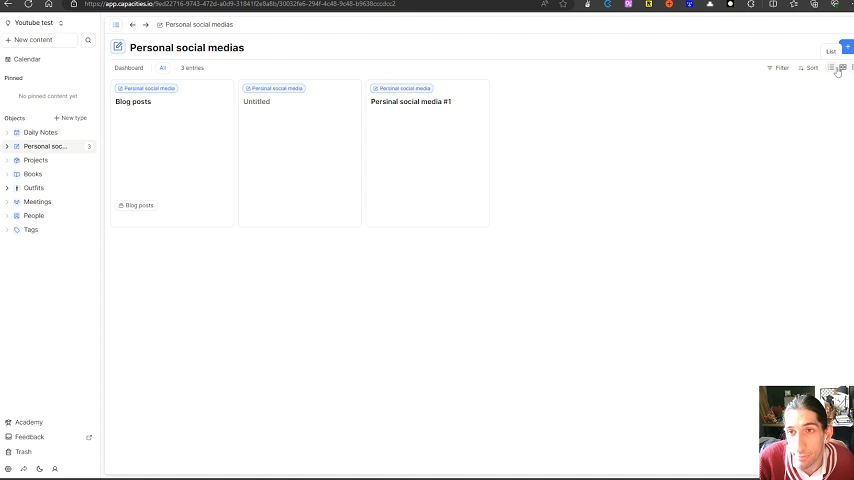 https://app.capacities.io/9ed22716-9743-472d-a0d9-31841f2e8a8b/30032fe6-294f-4c48-9c48-b9638cccdcc2
Youtube test
New content
Calendar
Pinned
No pinned content yet
Objects
New type
Daily Notes
Personal soc...
3
Projects
Books
Outfits
Meetings
People
Tags
Academy
Feedback
Trash
Personal social medias
Personal social medias
List
Dashboard
All
3 entries
Filter
Sort
Personal social media
Blog posts
Blog posts
Personal social media
Untitled
Personal social media
Persinal social media #1